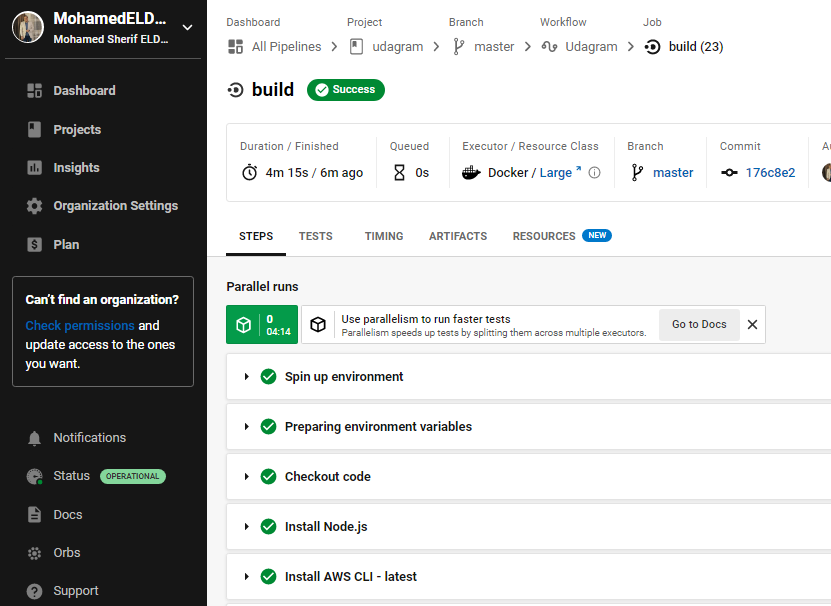 MohamedELD...
Mohamed Sherif ELD...
Dashboard
Projects
Insights
Organization Settings
Plan
Can't find an organization?
Check permissions and
update access to the ones
you want.
Notifications
Status OPERATIONAL
Docs
Orbs
Support
Dashboard Project Branch Workflow Job
All Pipelines udagram master Udagram build (23)
build Success
Duration / Finished Queued Executor / Resource Class Branch Commit
4m 15s / 6m ago 0s Docker / Large master 176c8e2
STEPS TESTS TIMING ARTIFACTS RESOURCES NEW
Parallel runs
0
04:14
Use parallelism to run faster tests
Parallelism speeds up tests by splitting them across multiple executors.
Go to Docs
Spin up environment
Preparing environment variables
Checkout code
Install Node.js
Install AWS CLI - latest